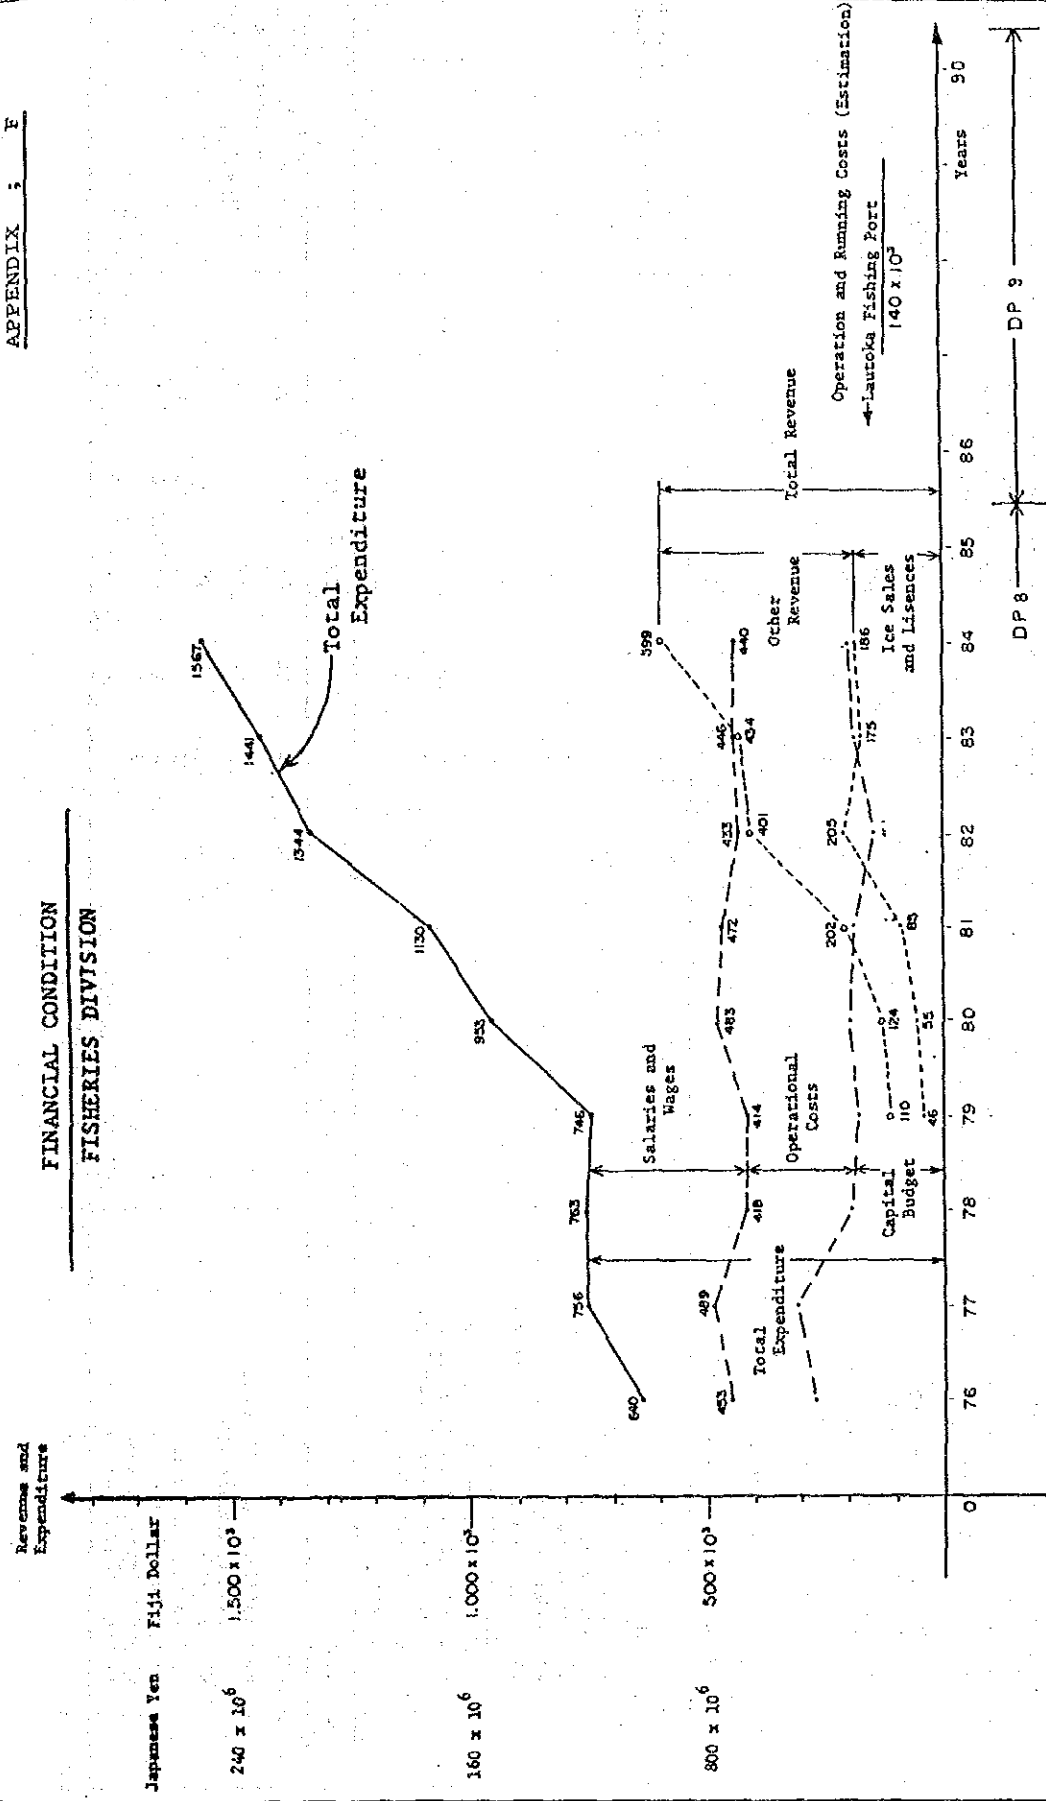 APPENDIX ; F
FINANCIAL CONDITION
FISHERIES DIVISION
Revenue and
Expenditure
Japanese Yen Fiji Dollar
240 x 10⁶ 1.500 x 10³
160 x 10⁶ 1.000 x 10³
800 x 10⁶ 500 x 10³
0
1567
1441
1344
1130
953
746
763
756
640
Total
Expenditure
599
446
434
433
401
472
483
414
418
489
453
440
202
124
110
205
175
186
85
55
46
Salaries and
Wages
Operational
Costs
Capital
Budget
Total
Expenditure
Other
Revenue
Ice Sales
and Lisences
Total Revenue
Operation and Running Costs (Estimation)
Lautoka Fishing Port
140 x 10³
76 77 78 79 80 81 82 83 84 85 86 90
Years
DP8 DP 9